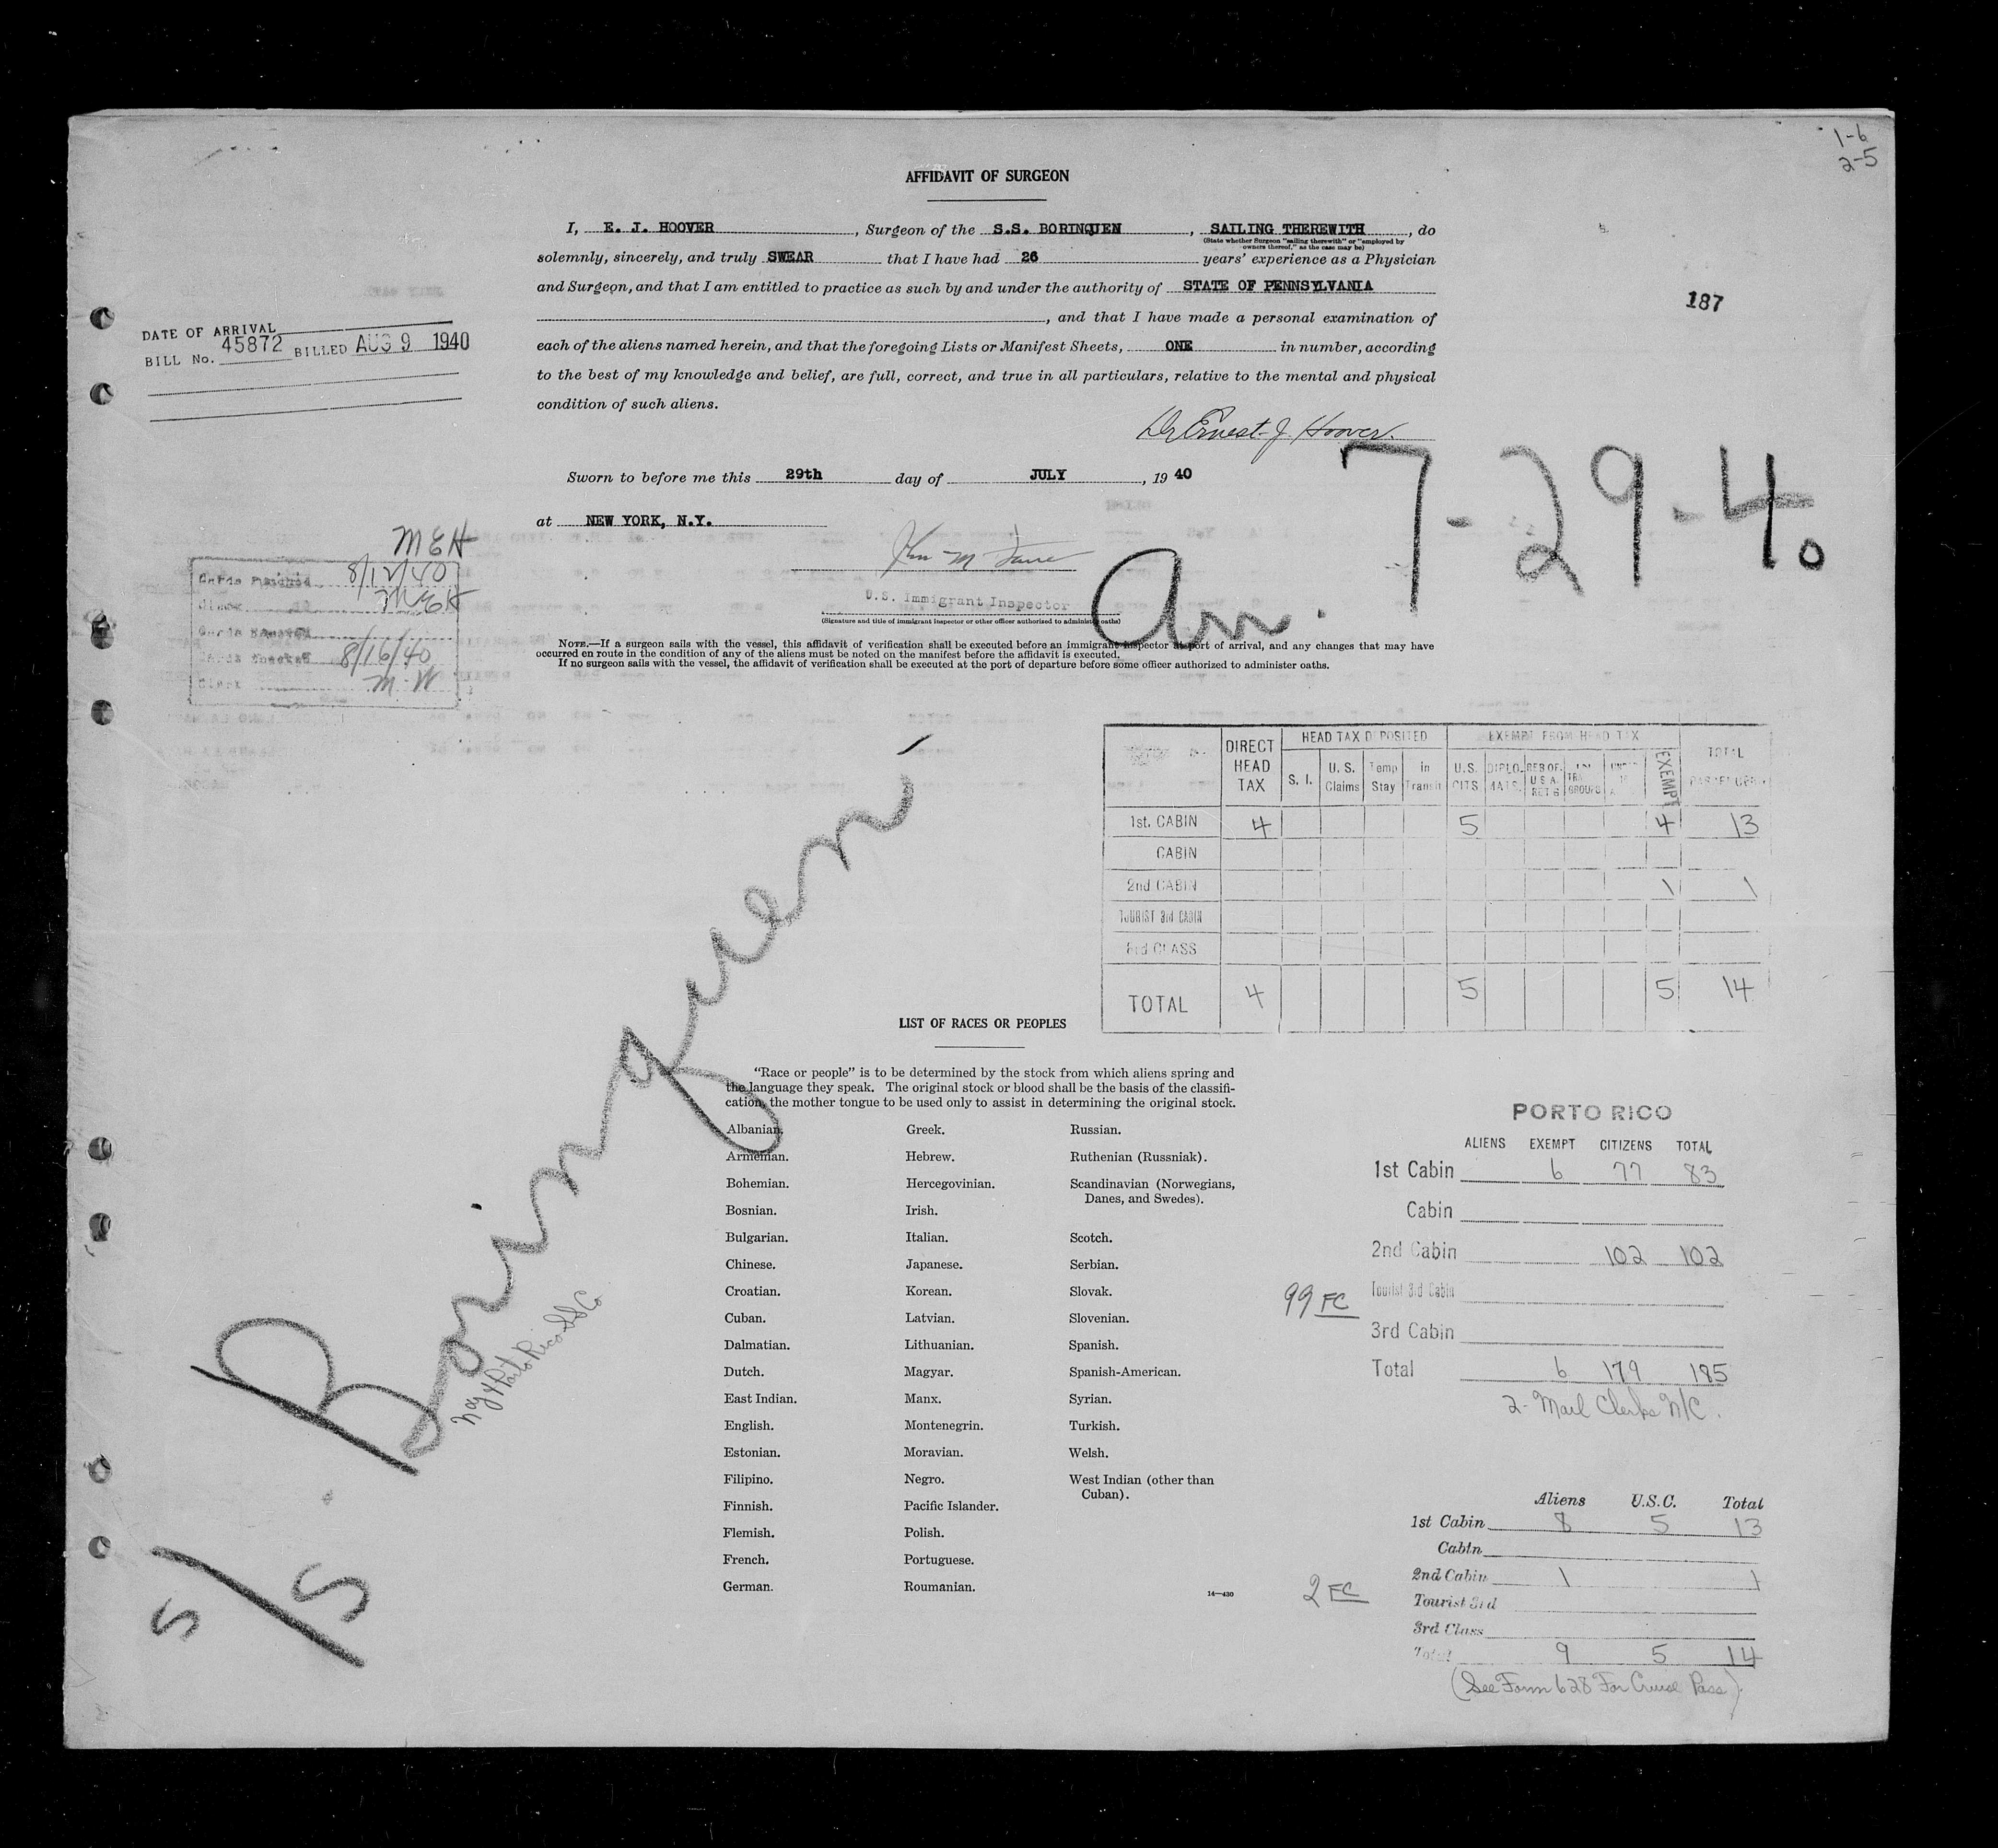 1-6
2-5
AFFIDAVIT OF SURGEON
I, E. J. HOOVER, Surgeon of the S.S. BORINQUEN, SAILING THEREWITH, do
(State whether Surgeon "sailing therewith" or "employed by
owners thereof," as the case may be)
solemnly, sincerely, and truly SWEAR that I have had 26 years' experience as a Physician
and Surgeon, and that I am entitled to practice as such by and under the authority of STATE OF PENNSYLVANIA
187
, and that I have made a personal examination of
each of the aliens named herein, and that the foregoing Lists or Manifest Sheets, ONE in number, according
to the best of my knowledge and belief, are full, correct, and true in all particulars, relative to the mental and physical
condition of such aliens.
DATE OF ARRIVAL
BILL No. 45872 BILLED AUG 9 1940
Dr Ernest J. Hoover.
Sworn to before me this 29th day of JULY, 19 40
at NEW YORK, N.Y.
U.S. Immigrant Inspector
(Signature and title of immigrant inspector or other officer authorized to administer oaths)
Arr. 7-29-40
MEH
8/12/40
MEH
8/16/40
M W
Clerk
NOTE.—If a surgeon sails with the vessel, this affidavit of verification shall be executed before an immigrant inspector at port of arrival, and any changes that may have
occurred en route in the condition of any of the aliens must be noted on the manifest before the affidavit is executed.
If no surgeon sails with the vessel, the affidavit of verification shall be executed at the port of departure before some officer authorized to administer oaths.
DIRECT HEAD TAX HEAD TAX DEPOSITED EXEMPT FROM HEAD TAX TOTAL PASSENGERS
S. I. U. S. Claims Temp Stay in Transit U.S. CITS DIPLO- MATS. EXEMPT
1st. CABIN 4 5 4 13
CABIN
2nd CABIN 1 1
TOURIST 3rd CABIN
3rd CLASS
TOTAL 4 5 5 14
S/S Borinquen
Porto Rico SS Co
LIST OF RACES OR PEOPLES
"Race or people" is to be determined by the stock from which aliens spring and
the language they speak. The original stock or blood shall be the basis of the classifi-
cation, the mother tongue to be used only to assist in determining the original stock.
Albanian. Greek. Russian.
Armenian. Hebrew. Ruthenian (Russniak).
Bohemian. Hercegovinian. Scandinavian (Norwegians,
Danes, and Swedes).
Bosnian. Irish.
Bulgarian. Italian. Scotch.
Chinese. Japanese. Serbian.
Croatian. Korean. Slovak.
Cuban. Latvian. Slovenian.
Dalmatian. Lithuanian. Spanish.
Dutch. Magyar. Spanish-American.
East Indian. Manx. Syrian.
English. Montenegrin. Turkish.
Estonian. Moravian. Welsh.
Filipino. Negro. West Indian (other than
Cuban).
Finnish. Pacific Islander.
Flemish. Polish.
French. Portuguese.
German. Roumanian.
14—430
PORTO RICO
ALIENS EXEMPT CITIZENS TOTAL
1st Cabin 6 77 83
Cabin
2nd Cabin 102 102
99 FC
Tourist 3rd Cabin
3rd Cabin
Total 6 179 185
2- Mail Clerks N/C.
Aliens U.S.C. Total
1st Cabin 8 5 13
Cabin
2nd Cabin 1 1
2 FC
Tourist 3rd
3rd Class
Total 9 5 14
(See Form 628 For Cruise Pass)